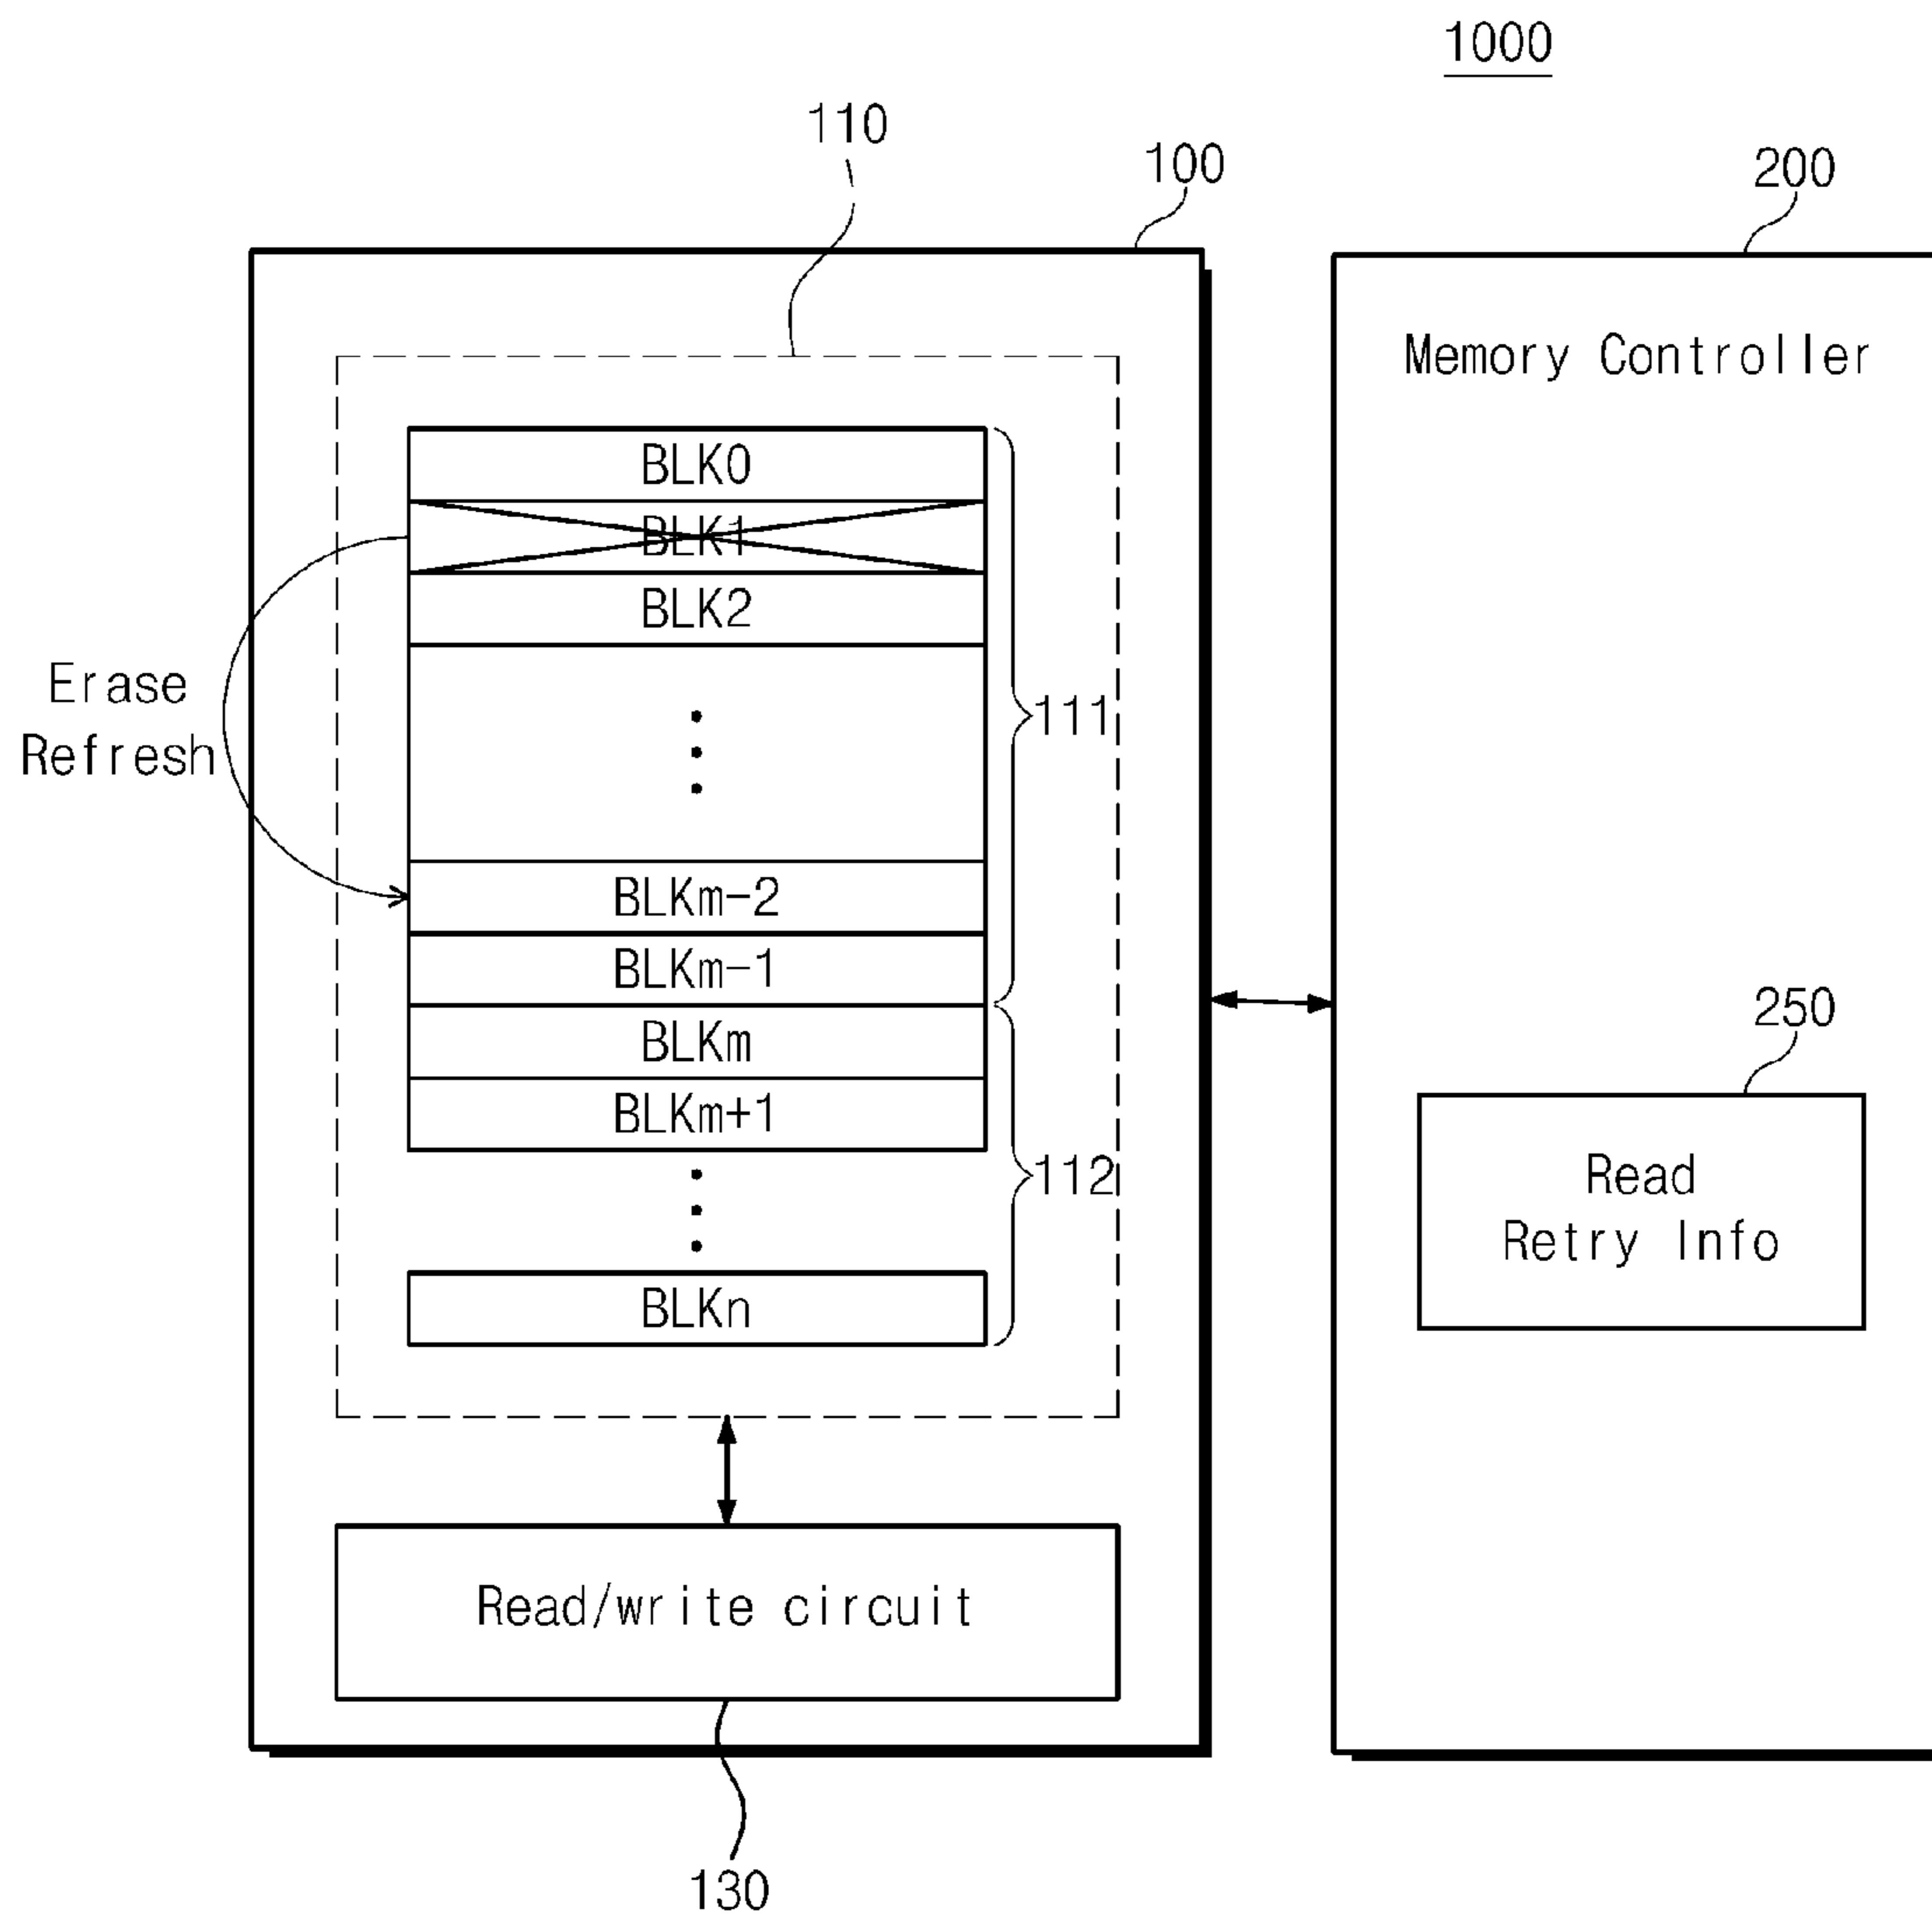 1000
110
100
200
Memory Controller
BLK0
BLK1
BLK2
Erase
Refresh
111
BLKm-2
BLKm-1
BLKm
250
BLKm+1
Read
Retry Info
112
BLKn
Read/write circuit
130